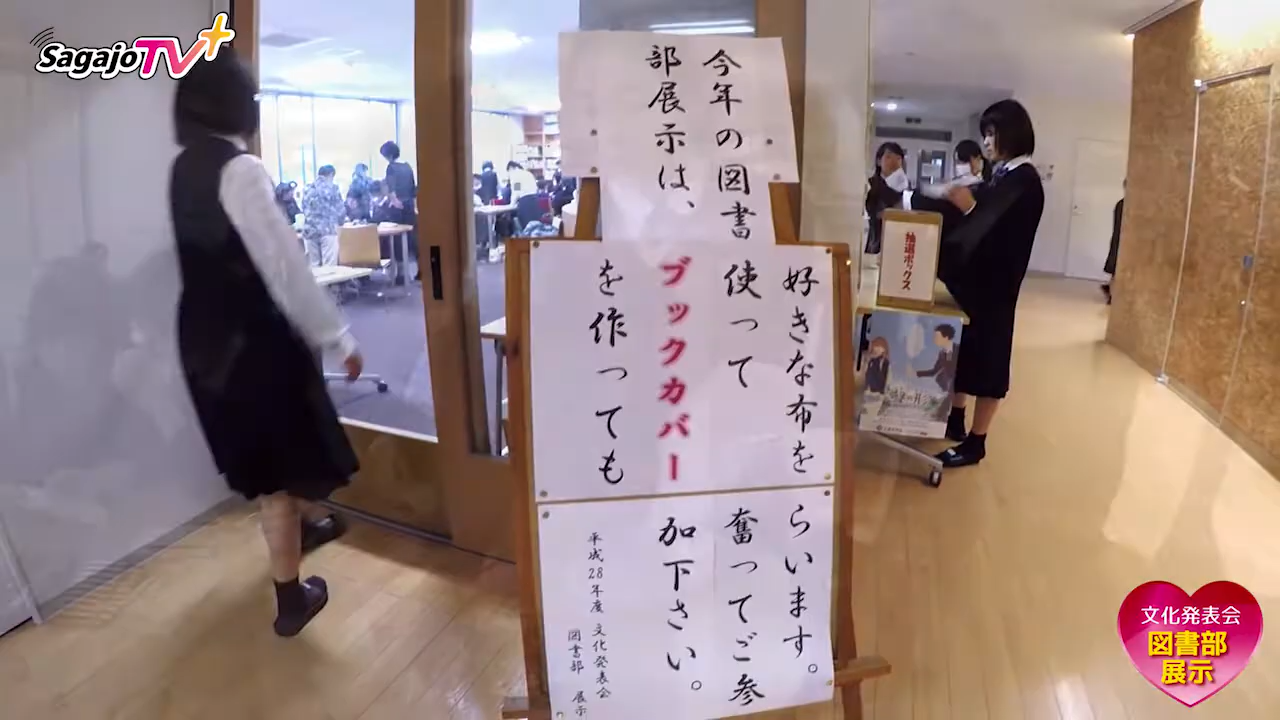 SagajoTV+
今年の図書
部展示は、
好きな布を
使って
ブックカバー
を作っても
らいます。
奮ってご参
加下さい。
平成28年度 文化発表会
図書部 展示
抽選ボックス
文化発表会
図書部
展示